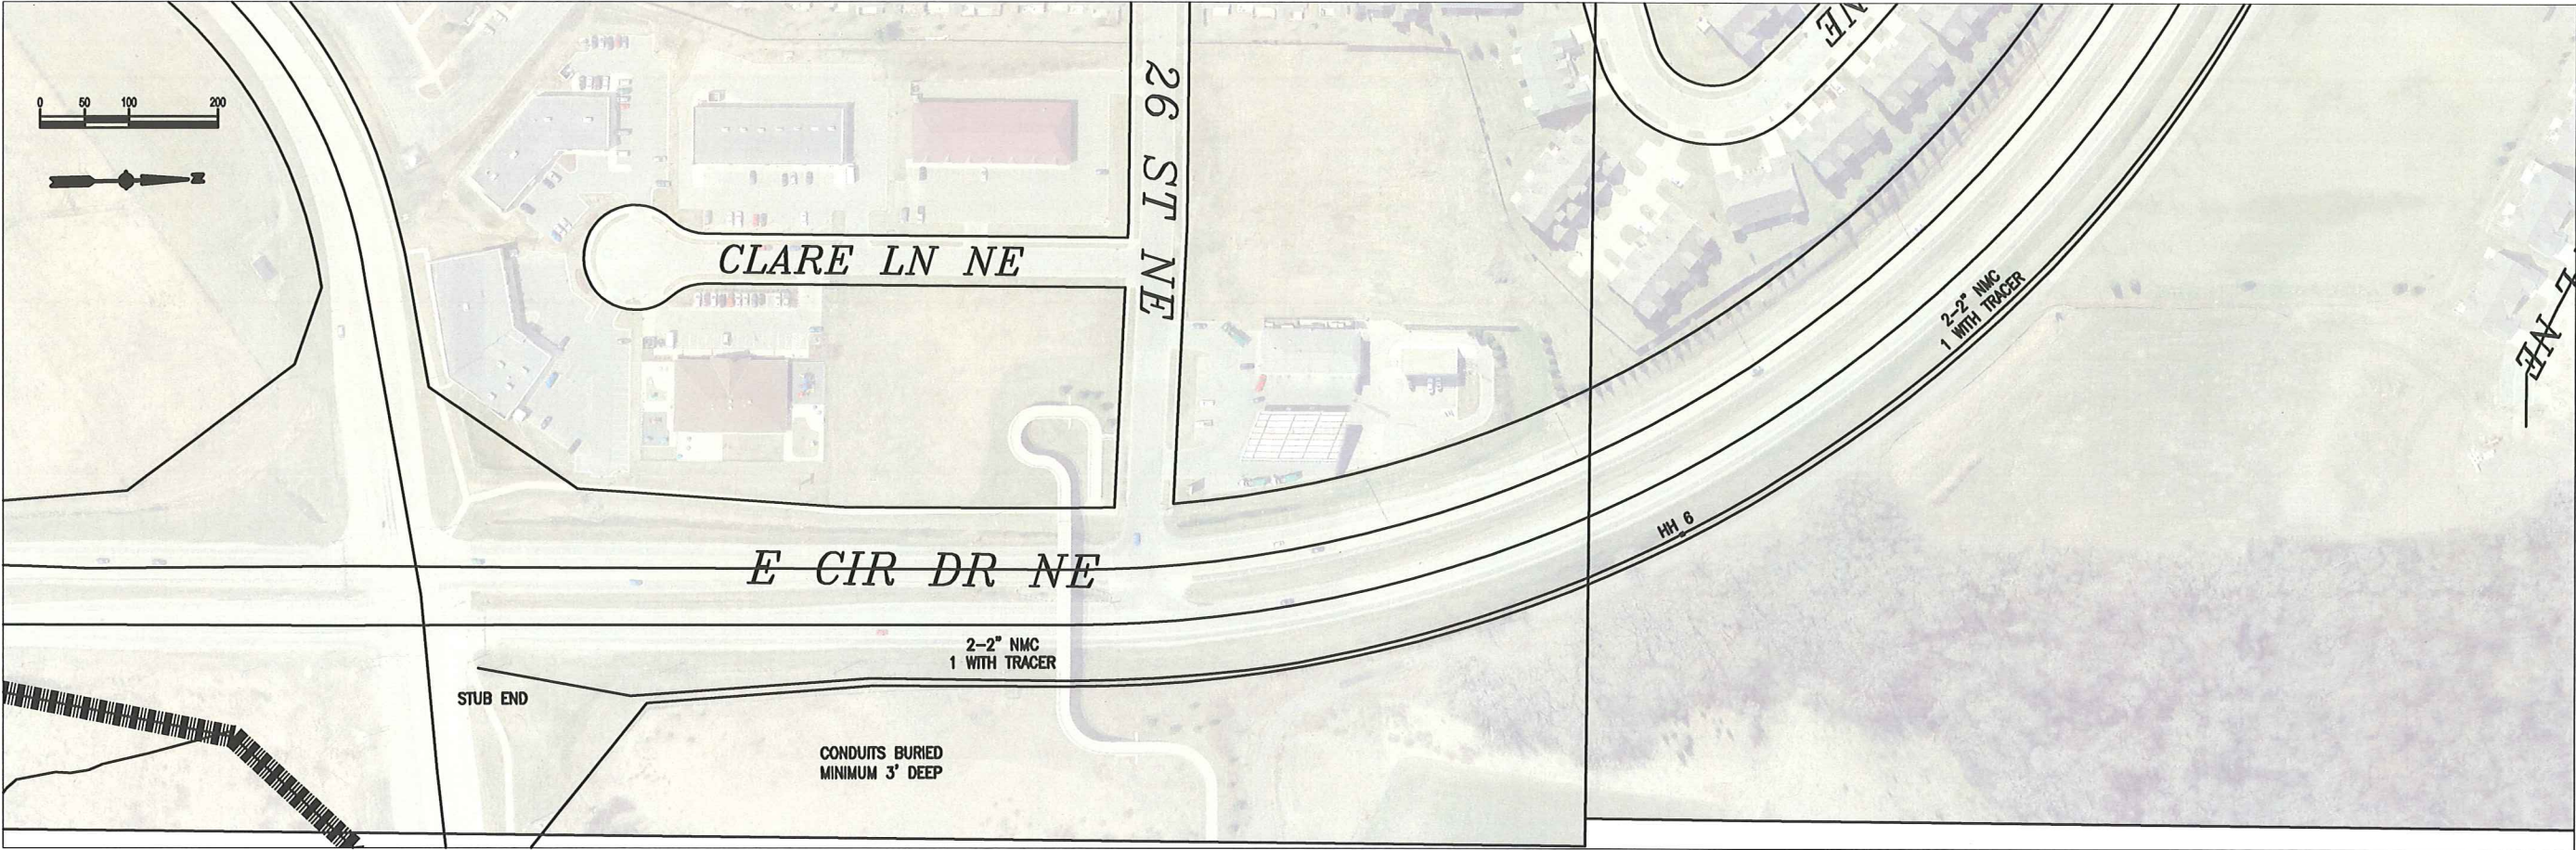 NE
0 50 100 200
N
26 ST NE
CLARE LN NE
2-2" NMC
1 WITH TRACER
NE
HH 6
E CIR DR NE
2-2" NMC
1 WITH TRACER
STUB END
CONDUITS BURIED
MINIMUM 3' DEEP